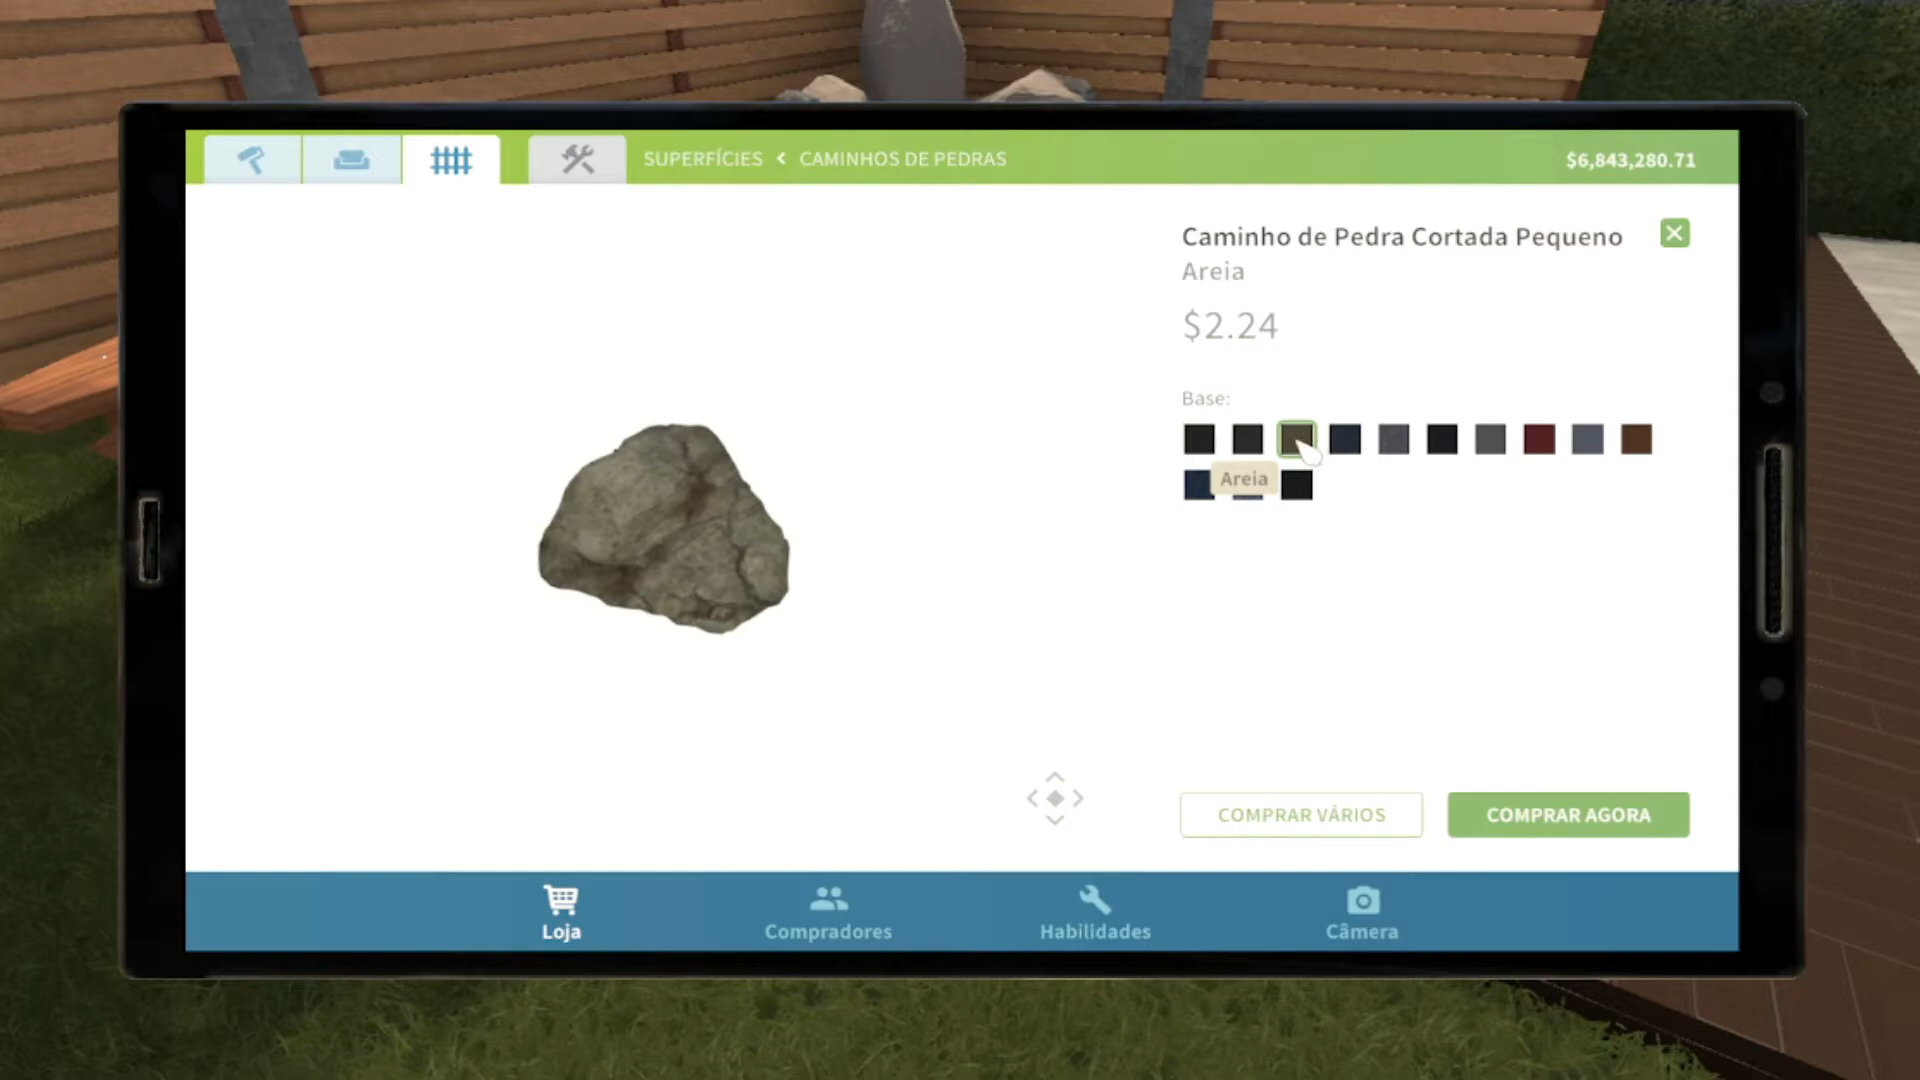 SUPERFÍCIES < CAMINHOS DE PEDRAS
$6,843,280.71
Caminho de Pedra Cortada Pequeno
Areia
$2.24
Base:
Areia
COMPRAR VÁRIOS
COMPRAR AGORA
Loja
Compradores
Habilidades
Câmera